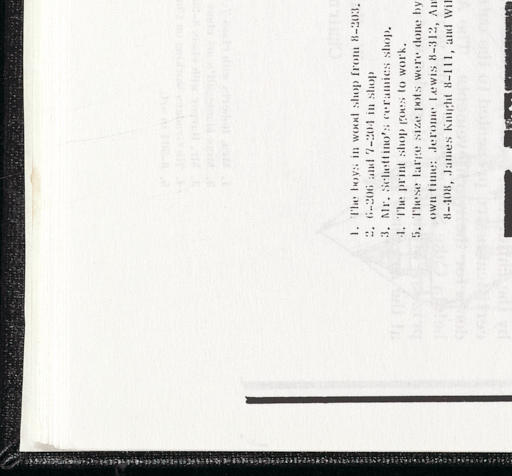 1. The boys in wood shop from 8-203.
2. 6-206 and 7-204 in shop
3. Mr. Schettino's ceramics shop.
4. The print shop goes to work.
5. These large size pots were done by
own time: Jerome Lewis 8-312, An
8-408, James Knight 8-111, and Wil